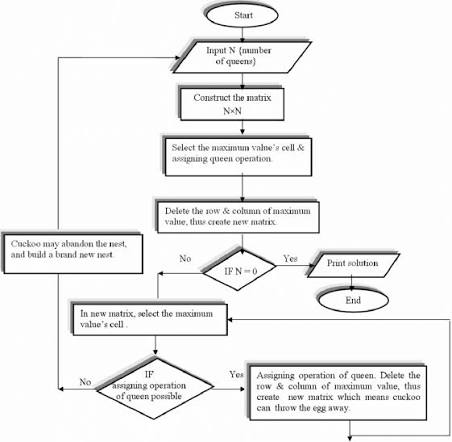 Start
Input N {number
of queens}
Construct the matrix
N×N
Select the maximum value's cell &
assigning queen operation.
Delete the row & column of maximum
value, thus create new matrix.
Cuckoo may abandon the nest,
and build a brand new nest.
No
IF N = 0
Yes
Print solution
End
In new matrix, select the maximum
value's cell .
IF
assigning operation
of queen possible
No
Yes
Assigning operation of queen. Delete the
row & column of maximum value, thus
create new matrix which means cuckoo
can throw the egg away.